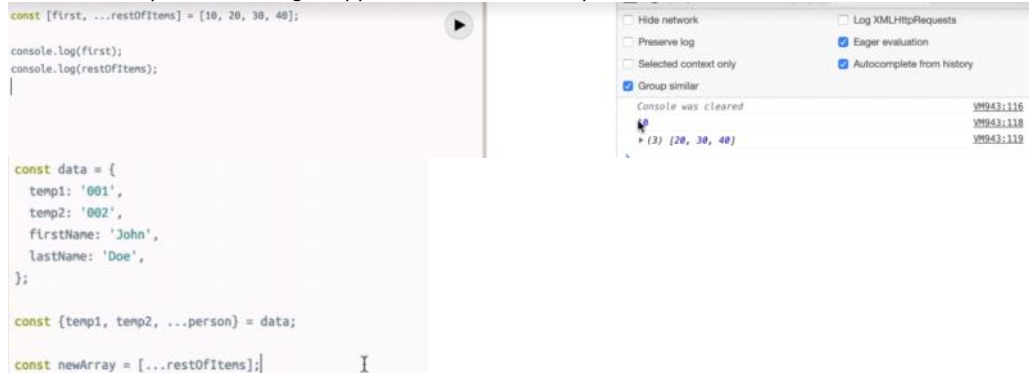 const [first, ...restOfItems] = [10, 20, 30, 40];
console.log(first);
console.log(restOfItems);
Hide network
Log XMLHttpRequests
Preserve log
Eager evaluation
Selected context only
Autocomplete from history
Group similar
Console was cleared VM943:116
VM943:118
(3) [20, 30, 40] VM943:119
const data = {
temp1: '001',
temp2: '002',
firstName: 'John',
lastName: 'Doe',
};
const {temp1, temp2, ...person} = data;
const newArray = [...restOfItems];